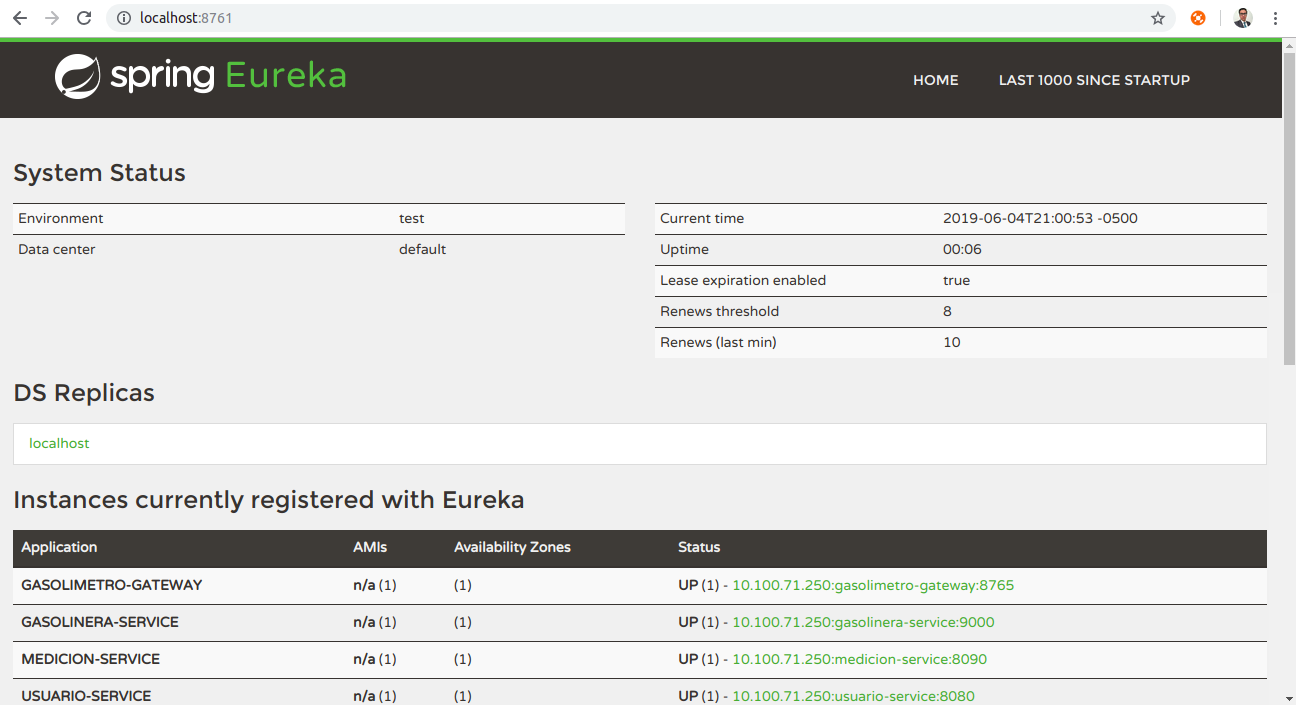 localhost:8761
spring Eureka
HOME LAST 1000 SINCE STARTUP
System Status
Environment test
Data center default
Current time 2019-06-04T21:00:53 -0500
Uptime 00:06
Lease expiration enabled true
Renews threshold 8
Renews (last min) 10
DS Replicas
localhost
Instances currently registered with Eureka
Application AMIs Availability Zones Status
GASOLIMETRO-GATEWAY n/a (1) (1) UP (1) - 10.100.71.250:gasolimetro-gateway:8765
GASOLINERA-SERVICE n/a (1) (1) UP (1) - 10.100.71.250:gasolinera-service:9000
MEDICION-SERVICE n/a (1) (1) UP (1) - 10.100.71.250:medicion-service:8090
USUARIO-SERVICE n/a (1) (1) UP (1) - 10.100.71.250:usuario-service:8080